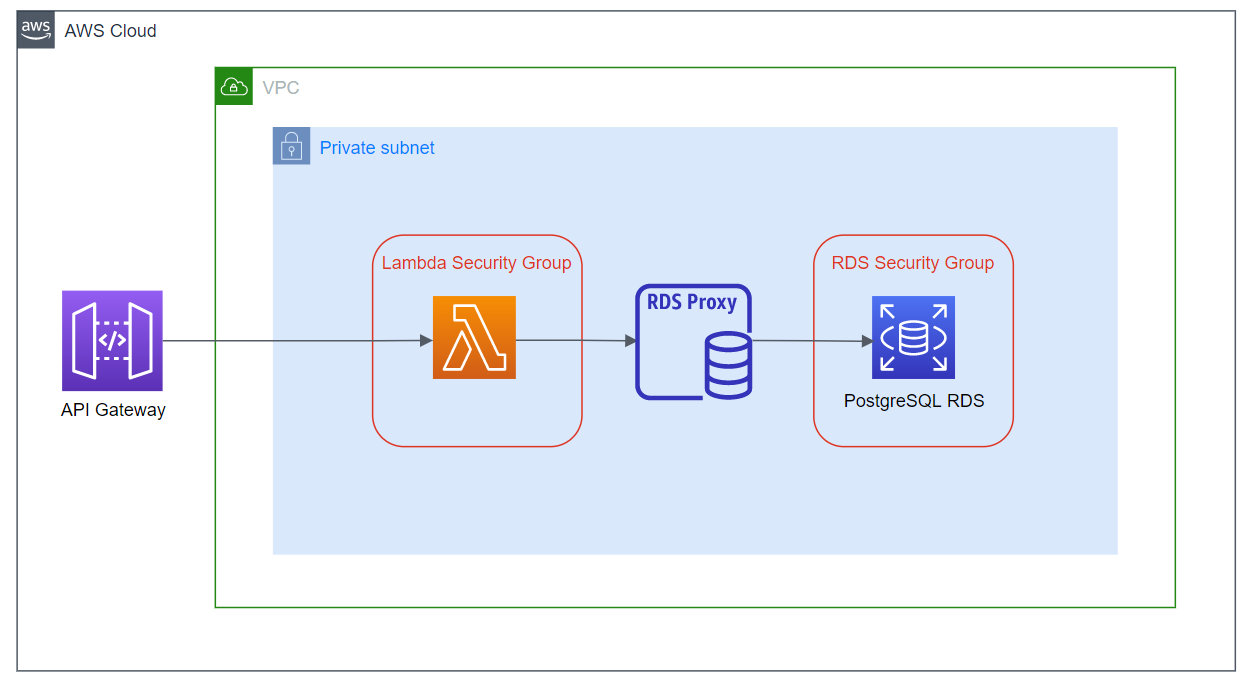 aws
AWS Cloud
VPC
Private subnet
Lambda Security Group
RDS Security Group
RDS Proxy
</>
API Gateway
PostgreSQL RDS